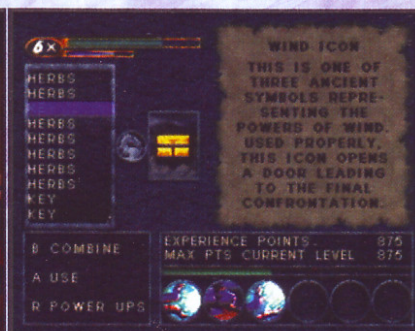 6×
HERBS
HERBS
HERBS
HERBS
HERBS
HERBS
HERBS
KEY
KEY
WIND ICON
THIS IS ONE OF
THREE ANCIENT
SYMBOLS REPRE-
SENTING THE
POWERS OF WIND.
USED PROPERLY,
THIS ICON OPENS
A DOOR LEADING
TO THE FINAL
CONFRONTATION.
B COMBINE
A USE
R POWER UPS
EXPERIENCE POINTS. 875
MAX PTS CURRENT LEVEL 875